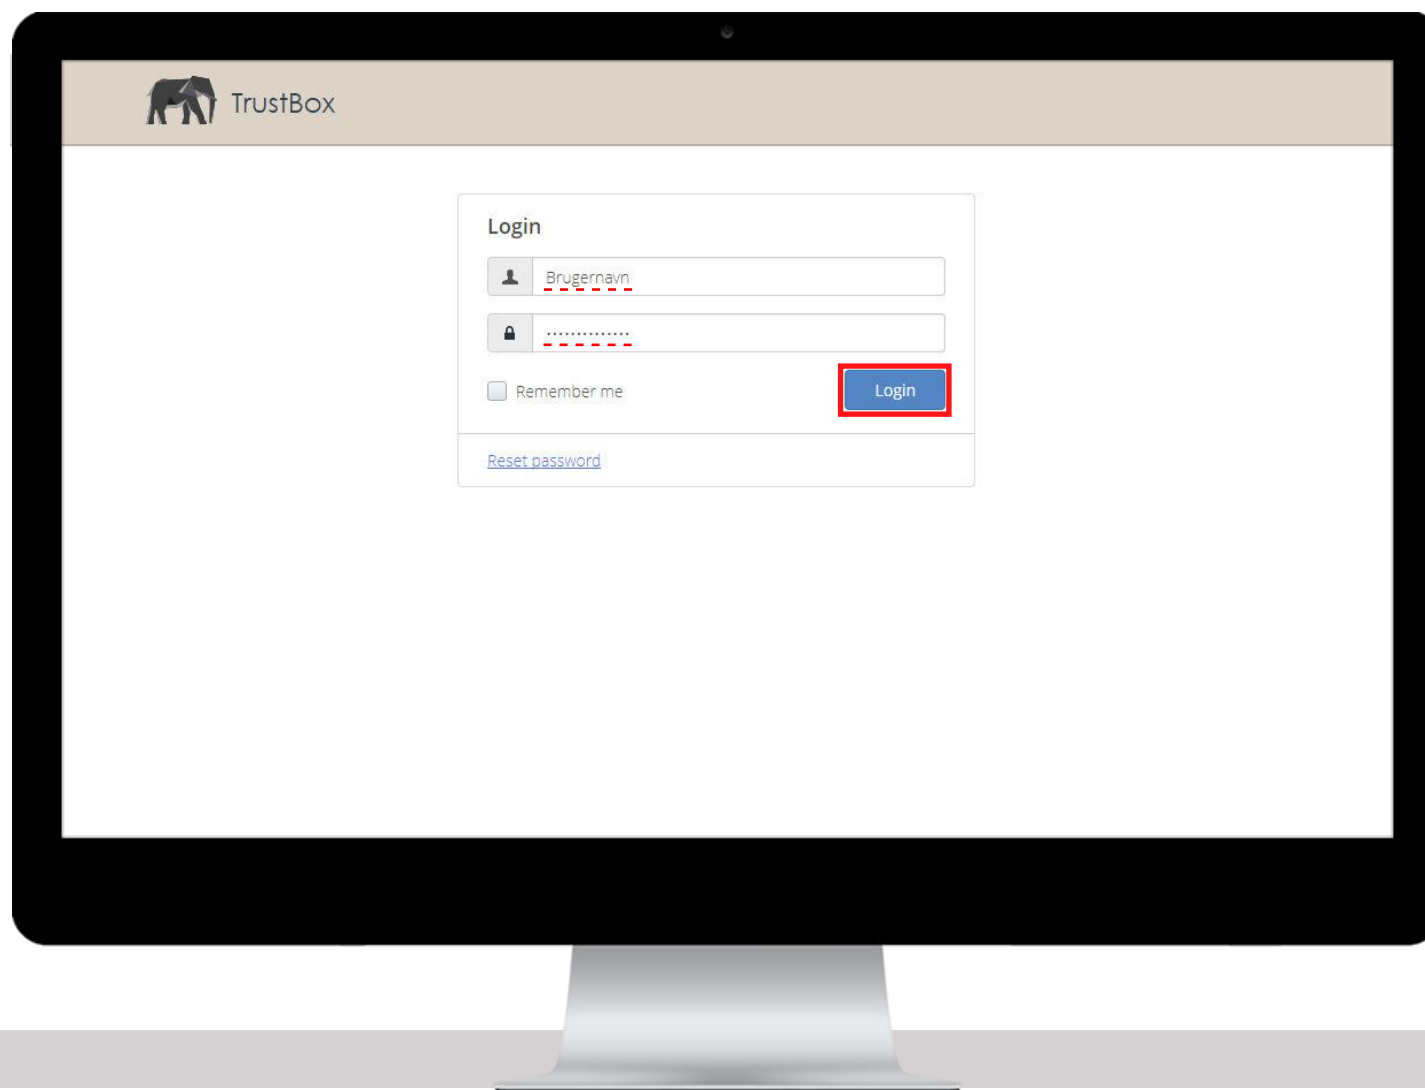 TrustBox
Login
Brugernavn
..............
Remember me
Login
Reset password